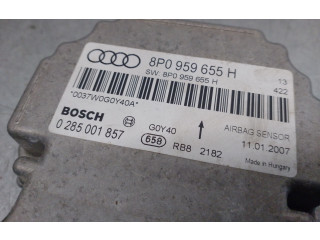 8P0 959 655 H
SW: 8P0 959 655 H
13
422
*0037W0G0Y40A*
BOSCH
G0Y40
AIRBAG SENSOR
0 285 001 857
658
RB8
2182
11.01.2007
Made in Hungary